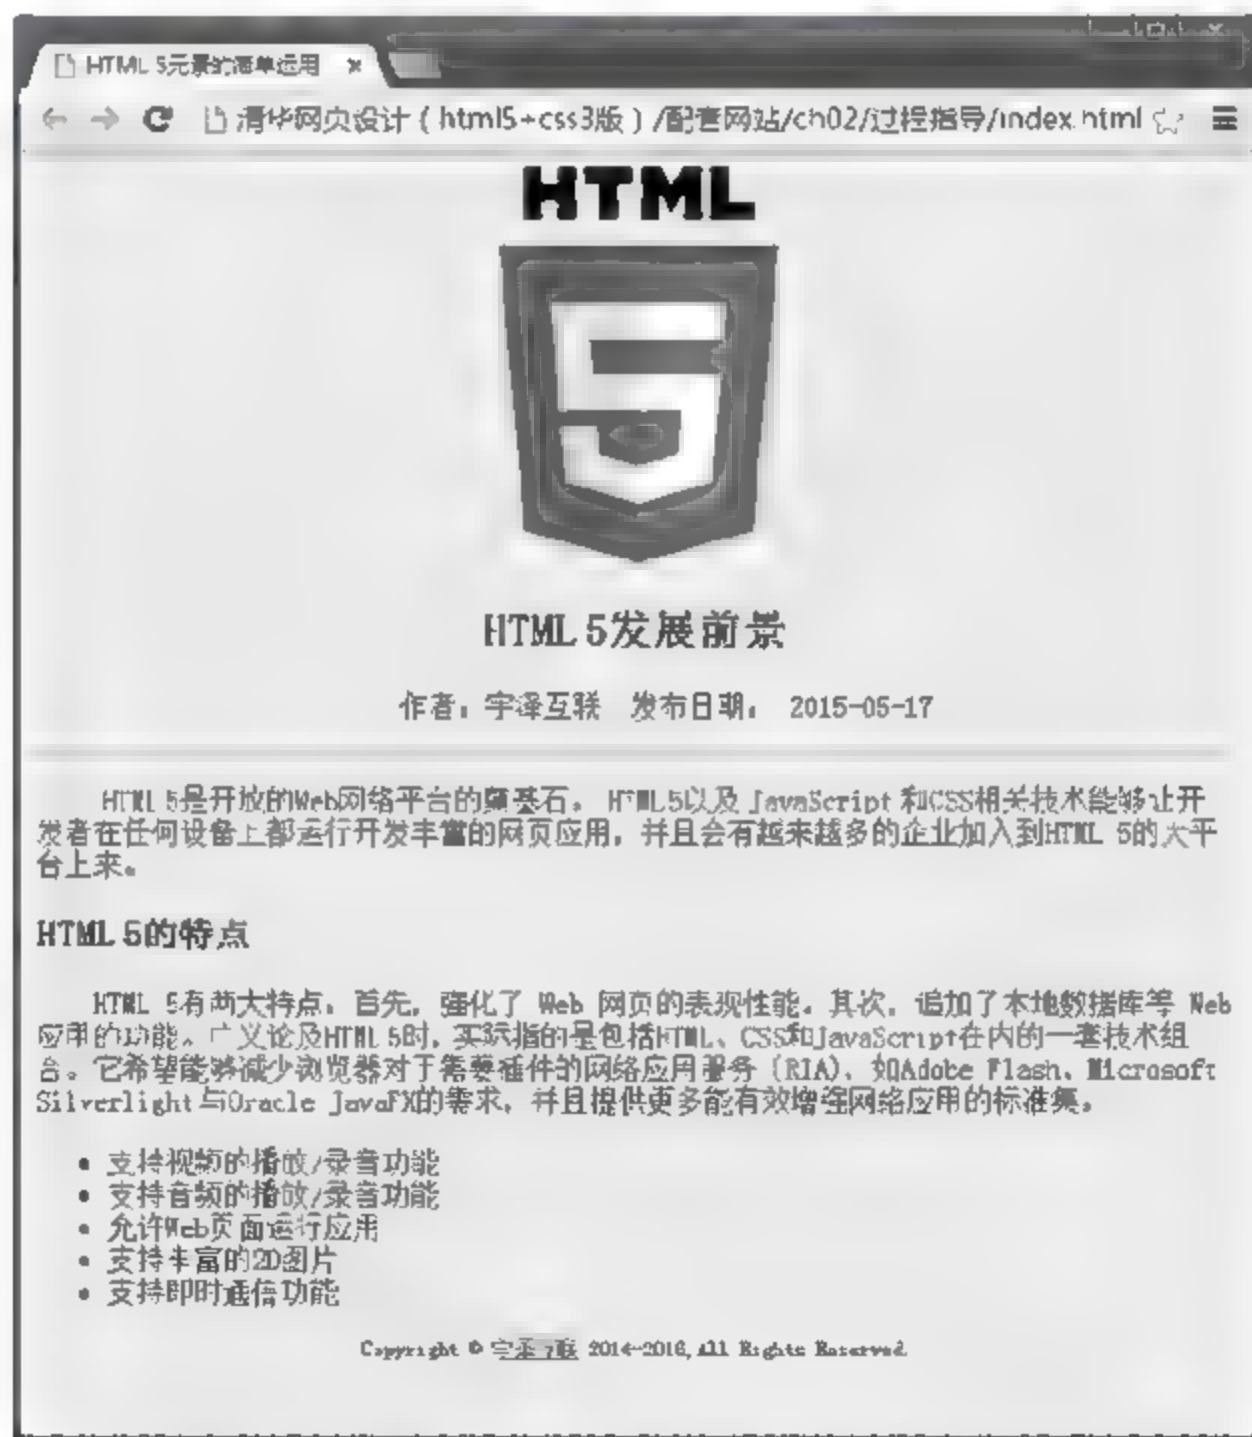 HTML 5元素的简单运用
清华网页设计(html5+css3版)/配套网站/ch02/过程指导/index.html
HTML
5
HTML 5发展前景
作者:宇泽互联 发布日期: 2015-05-17
HTML 5是开放的Web网络平台的奠基石。HTML5以及 JavaScript 和CSS相关技术能够让开
发者在任何设备上都运行开发丰富的网页应用,并且会有越来越多的企业加入到HTML 5的大平
台上来。
HTML 5的特点
HTML 5有两大特点,首先,强化了 Web 网页的表现性能。其次,追加了本地数据库等 Web
应用的功能。广义论及HTML 5时,实际指的是包括HTML、CSS和JavaScript在内的一套技术组
合。它希望能够减少浏览器对于需要插件的网络应用服务(RIA),如Adobe Flash、Microsoft
Silverlight与Oracle JavaFX的需求,并且提供更多能有效增强网络应用的标准集。
支持视频的播放/录音功能
支持音频的播放/录音功能
允许Web页面运行应用
支持丰富的2D图片
支持即时通信功能
Copyright © 宇泽互联 2014-2016, All Rights Reserved.